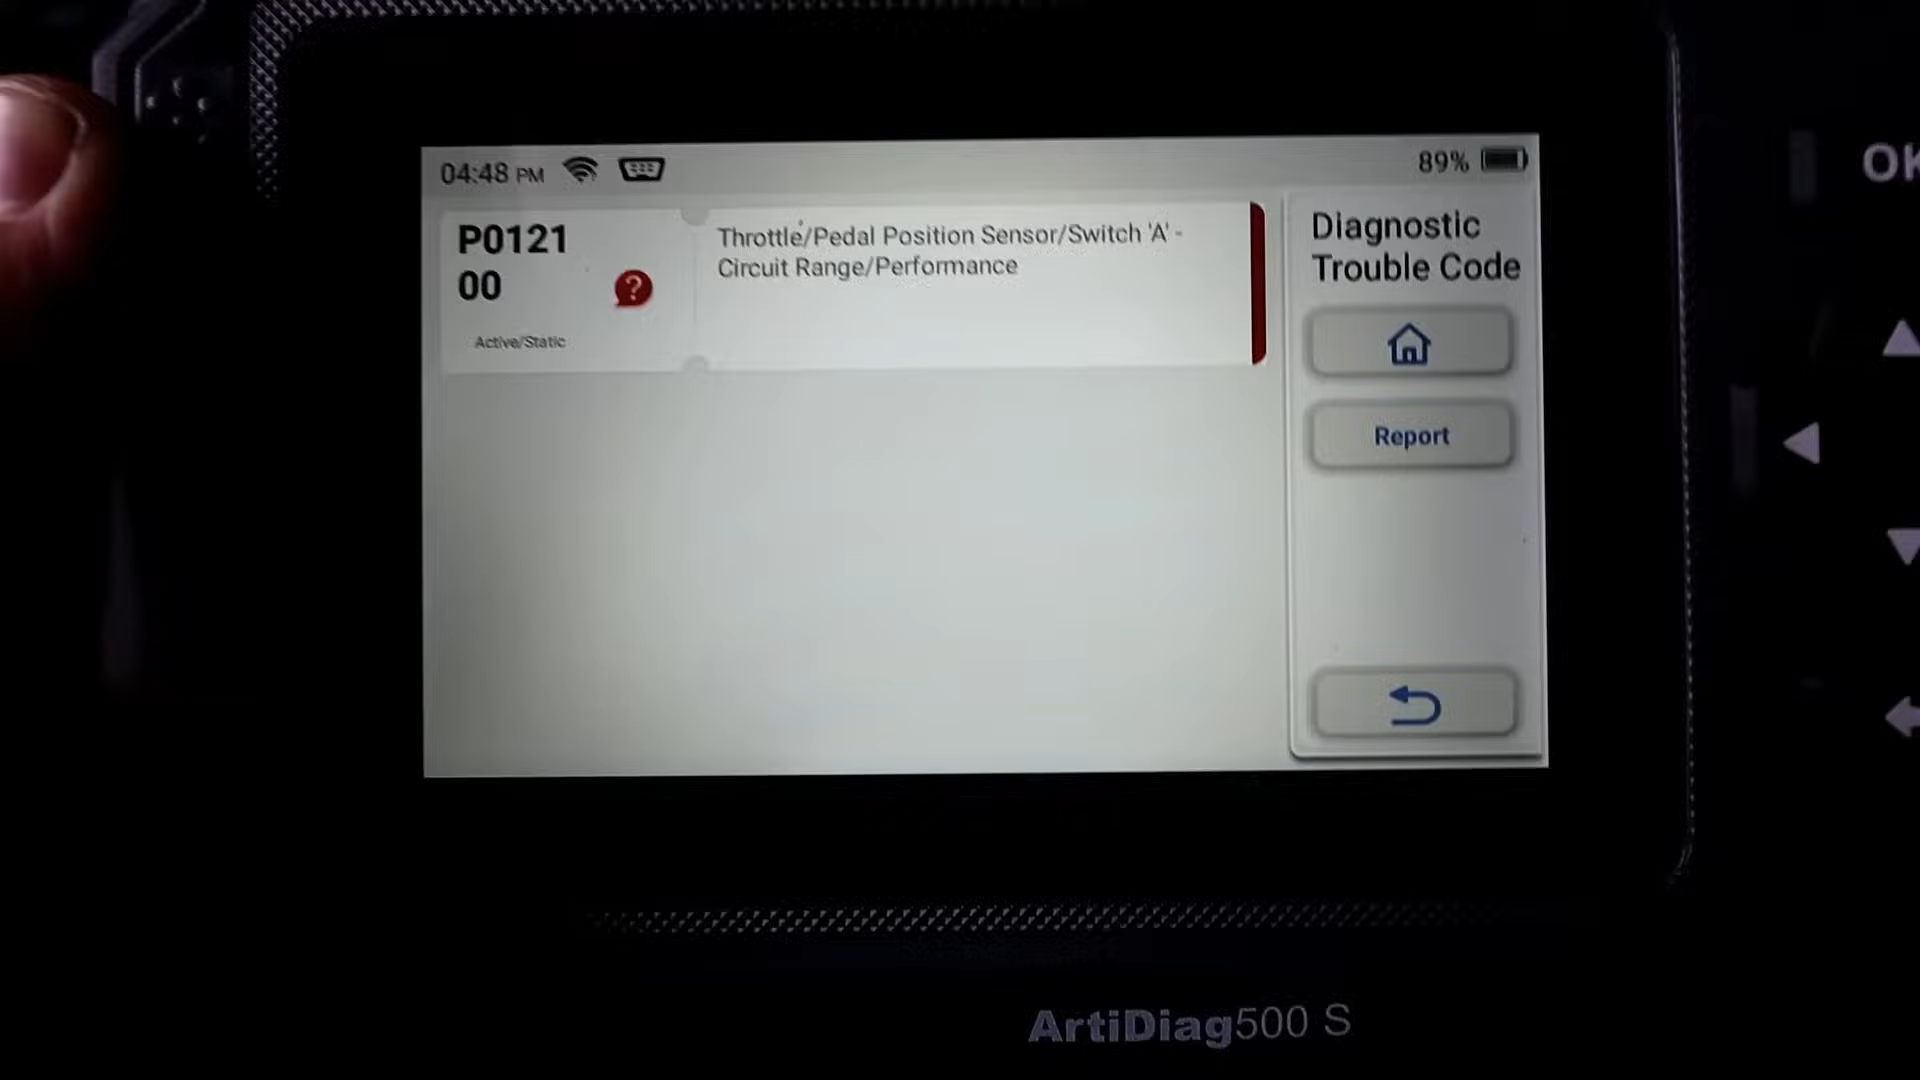 04:48 PM
89%
P0121
00
Active/Static
?
Throttle/Pedal Position Sensor/Switch 'A' -
Circuit Range/Performance
Diagnostic
Trouble Code
Report
OK
ArtiDiag500 S